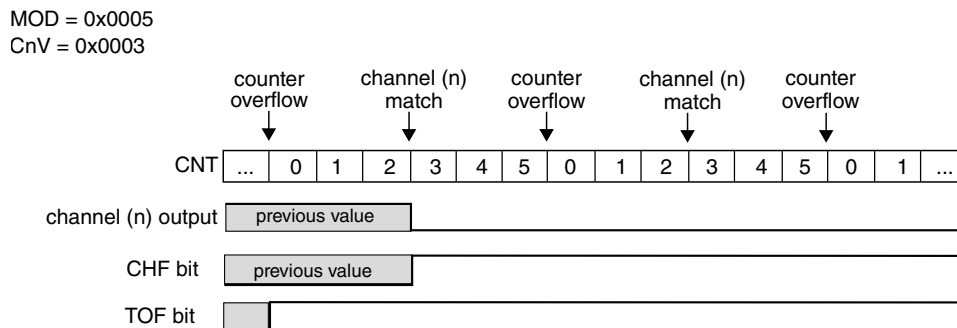 MOD = 0x0005
CnV = 0x0003
counter overflow
channel (n) match
counter overflow
channel (n) match
counter overflow
CNT ... 0 1 2 3 4 5 0 1 2 3 4 5 0 1 ...
channel (n) output previous value
CHF bit previous value
TOF bit